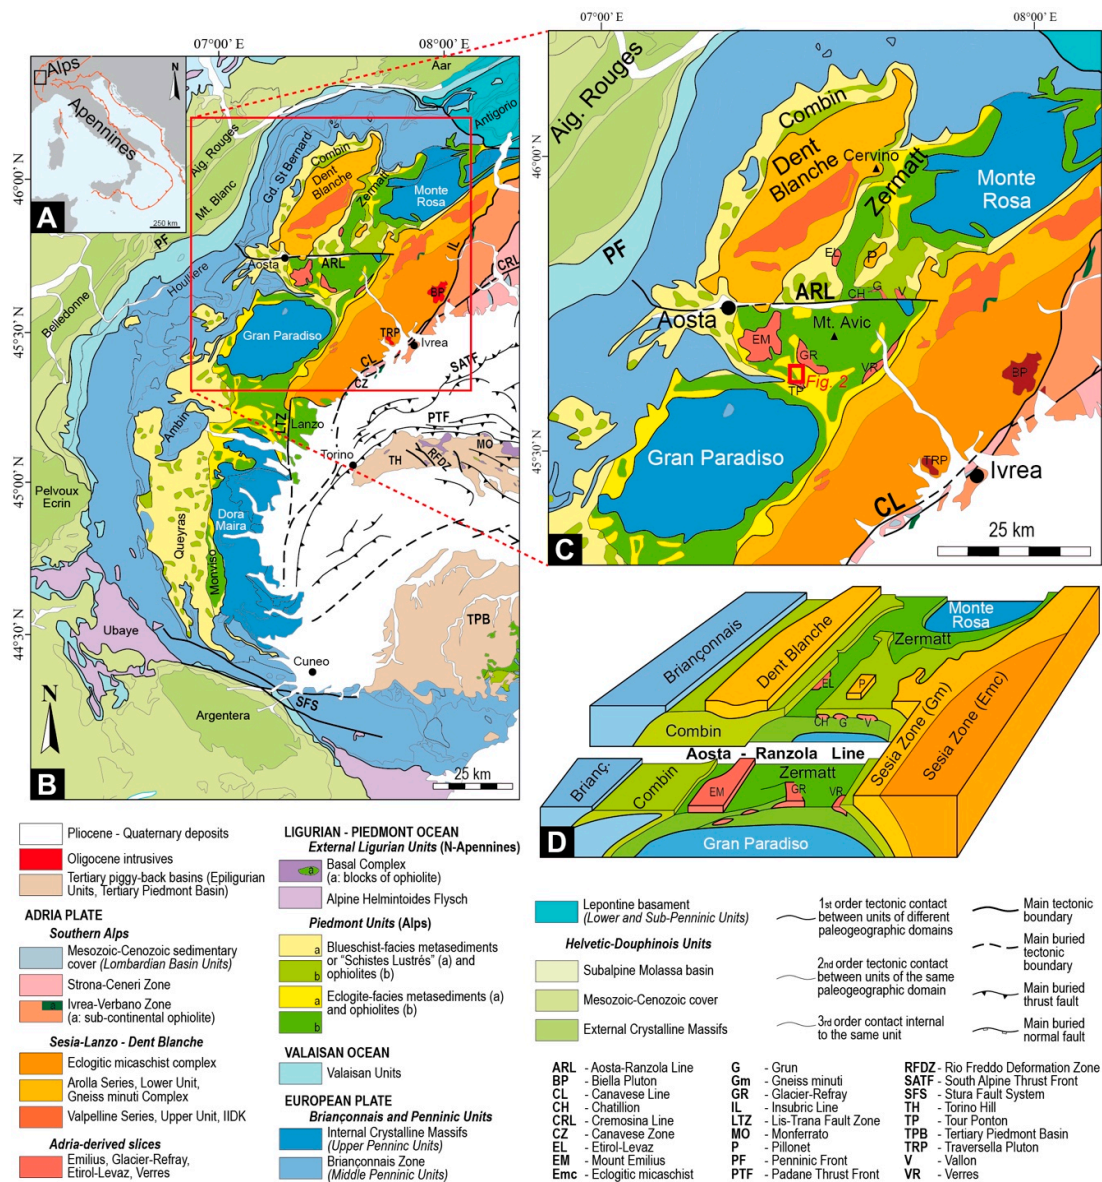 07°00' E
08°00' E
07°00' E
08°00' E
46°00' N
45°30' N
45°00' N
44°30' N
46°00' N
45°30' N
Alps
N
Apennines
A
250 km
Aar
Antigorio
Aig. Rouges
Mt. Blanc
Gd. St Bernard
Combin
Dent
Blanche
Zermatt
Monte
Rosa
PF
Houlliere
Aosta
ARL
IL
CRL
BP
Belledonne
Gran Paradiso
TRP
Ivrea
CL
CZ
SATF
LTZ
Lanzo
PTF
Ambin
Torino
TH
RFDZ
MO
Pelvoux
Ecrin
Queyras
Dora
Maira
Monviso
TPB
Ubaye
Cuneo
SFS
Argentera
N
B
25 km
Aig. Rouges
Combin
Dent
Blanche
Cervino
Zermatt
Monte
Rosa
PF
EL
P
ARL
CH
G
V
Aosta
Mt. Avic
EM
GR
VR
Fig. 2
TP
BP
Gran Paradiso
TRP
Ivrea
CL
C
25 km
Briançonnais
Dent Blanche
Zermatt
Monte
Rosa
EL
P
Combin
CH
G
V
Sesia Zone (Gm)
Sesia Zone (Emc)
Aosta - Ranzola Line
Brianç.
Combin
EM
Zermatt
GR
VR
Gran Paradiso
D
Pliocene - Quaternary deposits
Oligocene intrusives
Tertiary piggy-back basins (Epiligurian
Units, Tertiary Piedmont Basin)
ADRIA PLATE
Southern Alps
Mesozoic-Cenozoic sedimentary
cover (Lombardian Basin Units)
Strona-Ceneri Zone
a
Ivrea-Verbano Zone
(a: sub-continental ophiolite)
Sesia-Lanzo - Dent Blanche
Eclogitic micaschist complex
Arolla Series, Lower Unit,
Gneiss minuti Complex
Valpelline Series, Upper Unit, IIDK
Adria-derived slices
Emilius, Glacier-Refray,
Etirol-Levaz, Verres
LIGURIAN - PIEDMONT OCEAN
External Ligurian Units (N-Apennines)
a
Basal Complex
(a: blocks of ophiolite)
Alpine Helmintoides Flysch
Piedmont Units (Alps)
a
b
Blueschist-facies metasediments
or "Schistes Lustrés" (a) and
ophiolites (b)
a
b
Eclogite-facies metasediments (a)
and ophiolites (b)
VALAISAN OCEAN
Valaisan Units
EUROPEAN PLATE
Briançonnais and Penninic Units
Internal Crystalline Massifs
(Upper Penninc Units)
Briançonnais Zone
(Middle Penninic Units)
Lepontine basament
(Lower and Sub-Penninic Units)
Helvetic-Douphinois Units
Subalpine Molassa basin
Mesozoic-Cenozoic cover
External Crystalline Massifs
1st order tectonic contact
between units of different
paleogeographic domains
2nd order tectonic contact
between units of the same
paleogeographic domain
3rd order contact internal
to the same unit
Main tectonic
boundary
Main buried
tectonic
boundary
Main buried
thrust fault
Main buried
normal fault
ARL - Aosta-Ranzola Line
BP - Biella Pluton
CL - Canavese Line
CH - Chatillion
CRL - Cremosina Line
CZ - Canavese Zone
EL - Etirol-Levaz
EM - Mount Emilius
Emc - Eclogitic micaschist
G - Grun
Gm - Gneiss minuti
GR - Glacier-Refray
IL - Insubric Line
LTZ - Lis-Trana Fault Zone
MO - Monferrato
P - Pillonet
PF - Penninic Front
PTF - Padane Thrust Front
RFDZ - Rio Freddo Deformation Zone
SATF - South Alpine Thrust Front
SFS - Stura Fault System
TH - Torino Hill
TP - Tour Ponton
TPB - Tertiary Piedmont Basin
TRP - Traversella Pluton
V - Vallon
VR - Verres